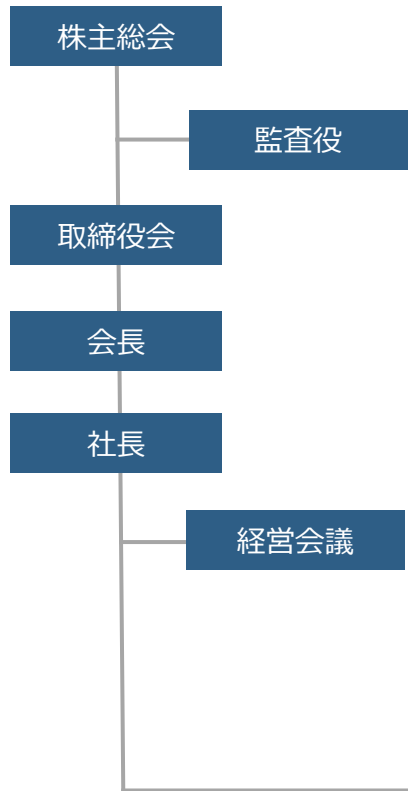 株主総会
監査役
取締役会
会長
社長
経営会議